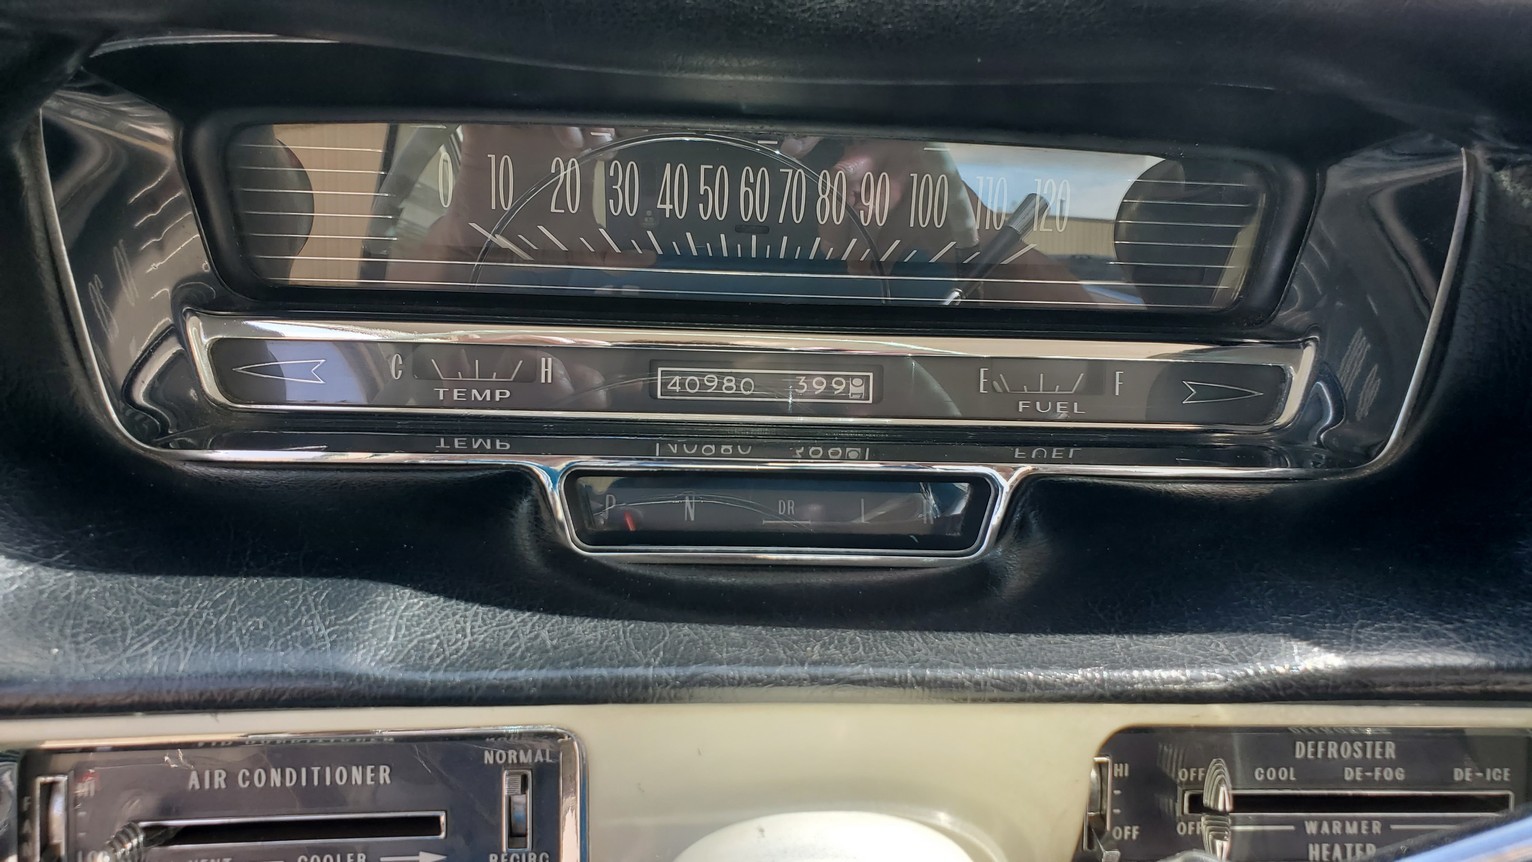 0 10 20 30 40 50 60 70 80 90 100 110 120
C H
TEMP
40980 399
E F
FUEL
P N DR L R
AIR CONDITIONER
NORMAL
COOLER
RECIRC
DEFROSTER
HI
OFF
OFF COOL DE-FOG DE-ICE
OFF WARMER
HEATER